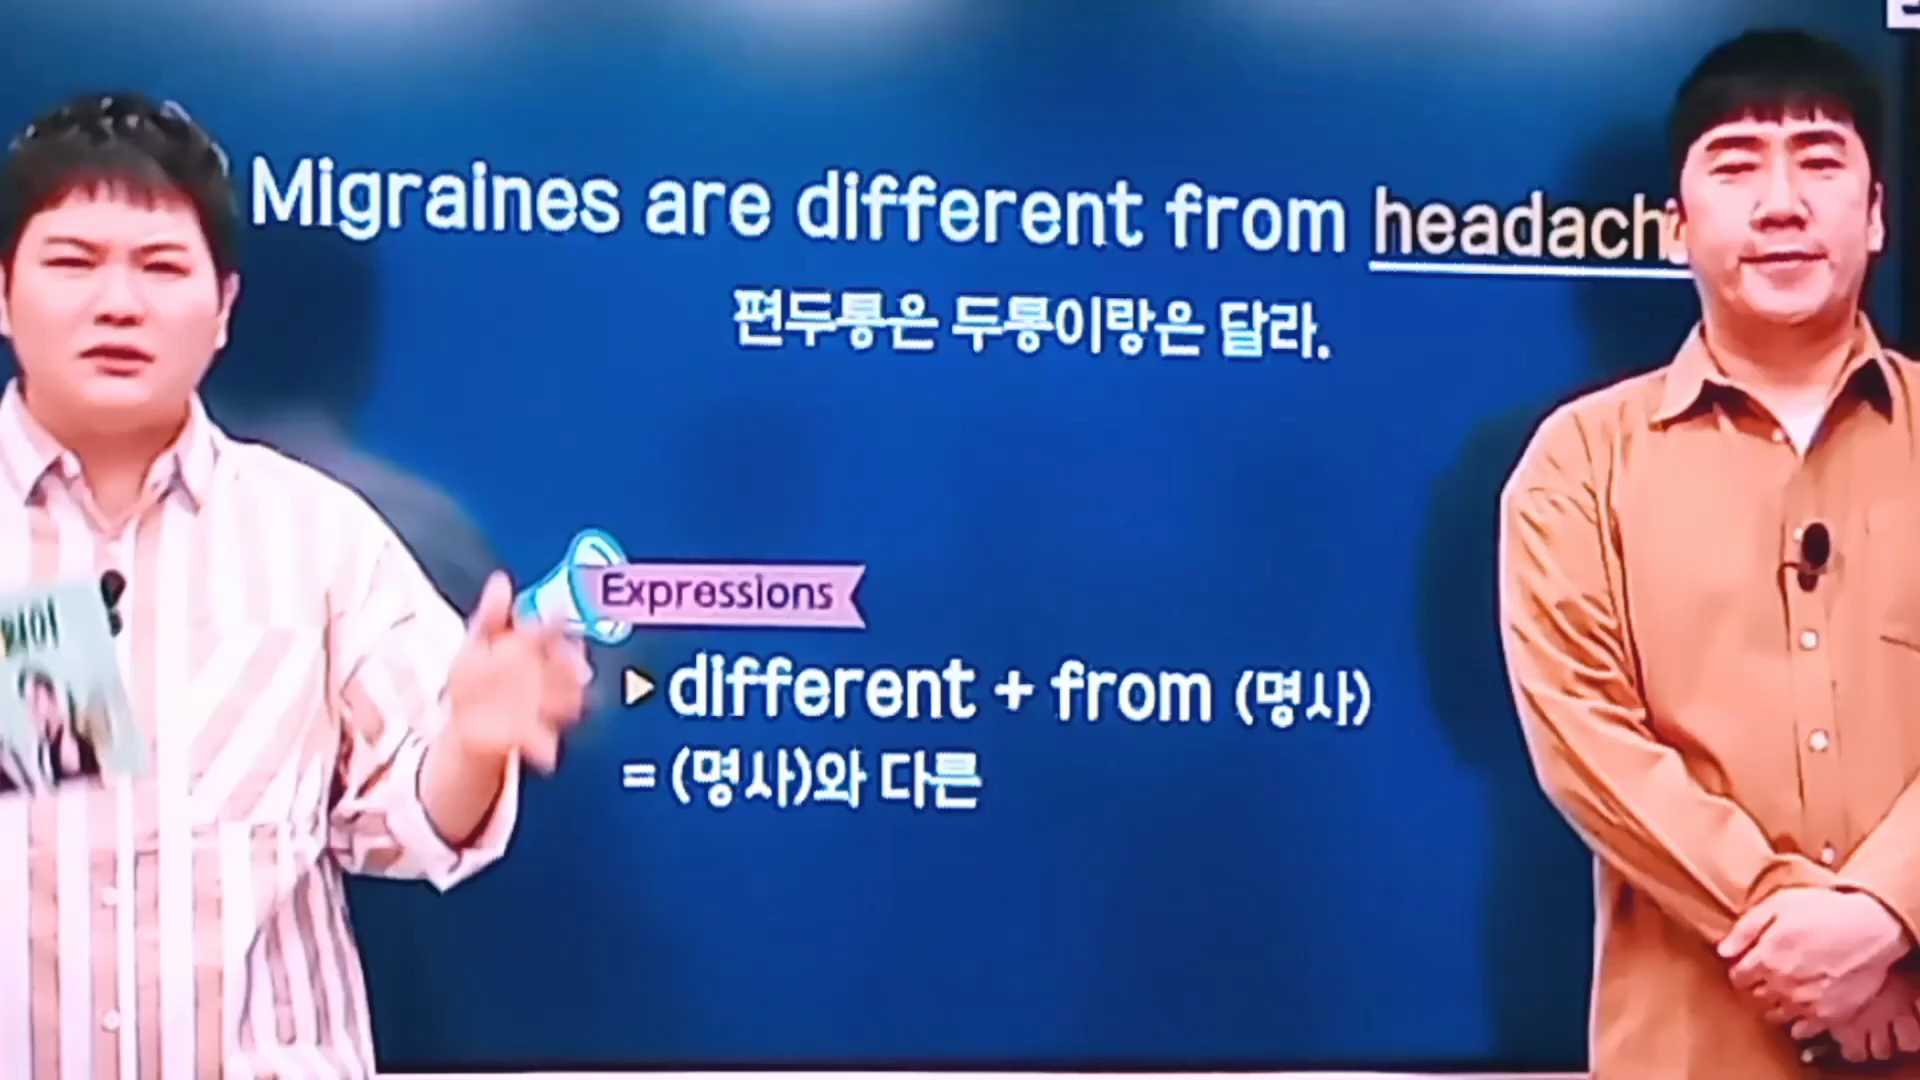 Migraines are different from headach
편두통은 두통이랑은 달라.
Expressions
different + from (명사)
= (명사)와 다른